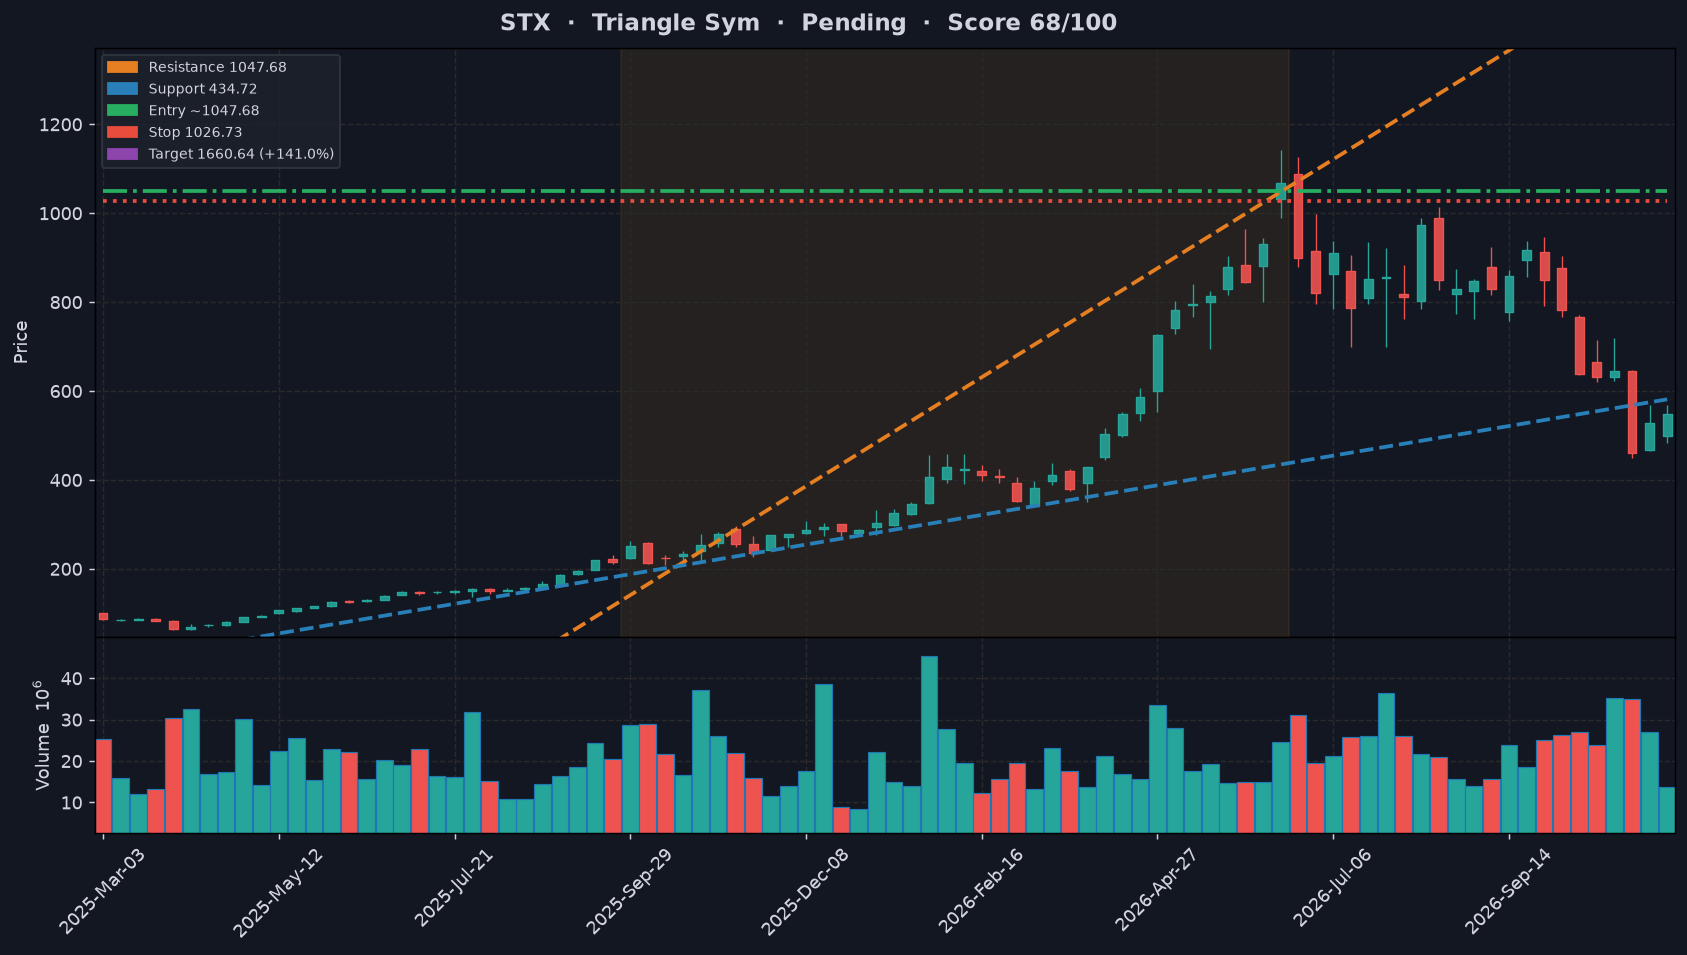 STX · Triangle Sym · Pending · Score 68/100
Resistance 1047.68
Support 434.72
Entry ~1047.68
Stop 1026.73
Target 1660.64 (+141.0%)
Price
1200
1000
800
600
400
200
Volume 10⁶
40
30
20
10
2025-Mar-03
2025-May-12
2025-Jul-21
2025-Sep-29
2025-Dec-08
2026-Feb-16
2026-Apr-27
2026-Jul-06
2026-Sep-14